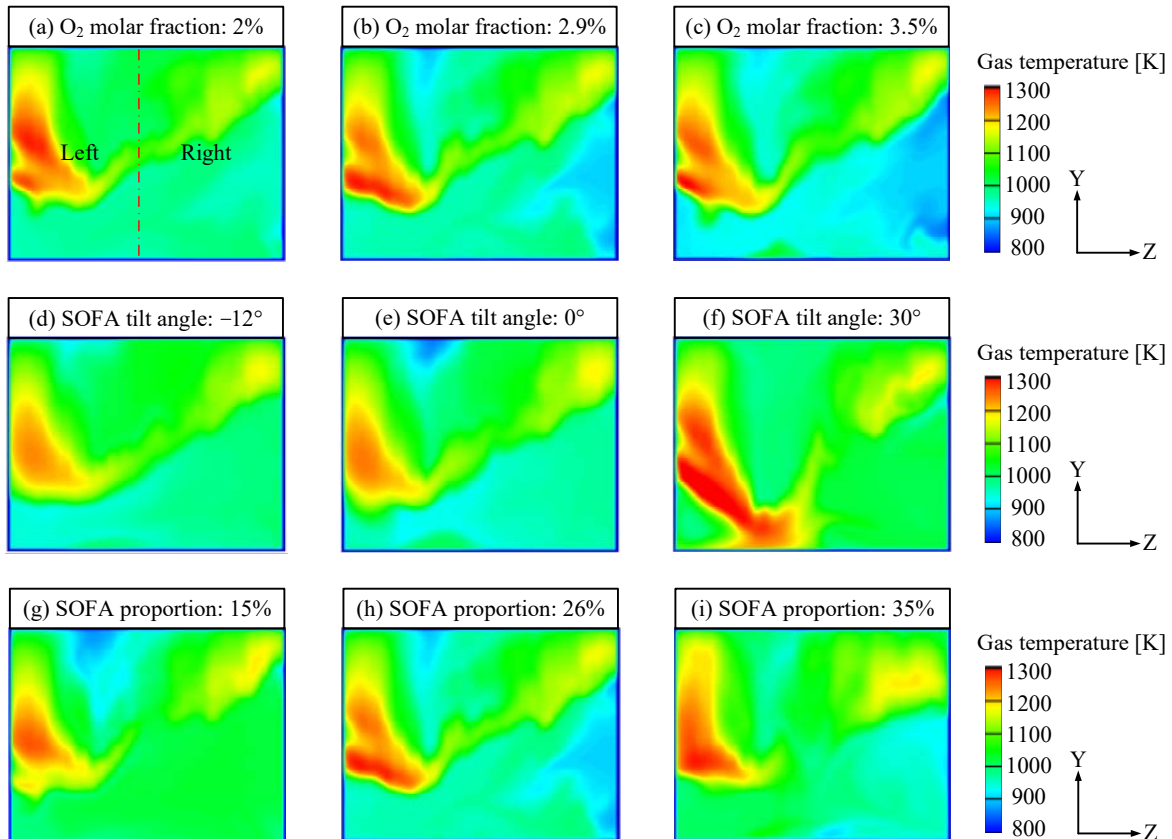 (a) O₂ molar fraction: 2%
(b) O₂ molar fraction: 2.9%
(c) O₂ molar fraction: 3.5%
Left
Right
Gas temperature [K]
1300
1200
1100
1000
900
800
Y
Z
(d) SOFA tilt angle: −12°
(e) SOFA tilt angle: 0°
(f) SOFA tilt angle: 30°
Gas temperature [K]
1300
1200
1100
1000
900
800
Y
Z
(g) SOFA proportion: 15%
(h) SOFA proportion: 26%
(i) SOFA proportion: 35%
Gas temperature [K]
1300
1200
1100
1000
900
800
Y
Z